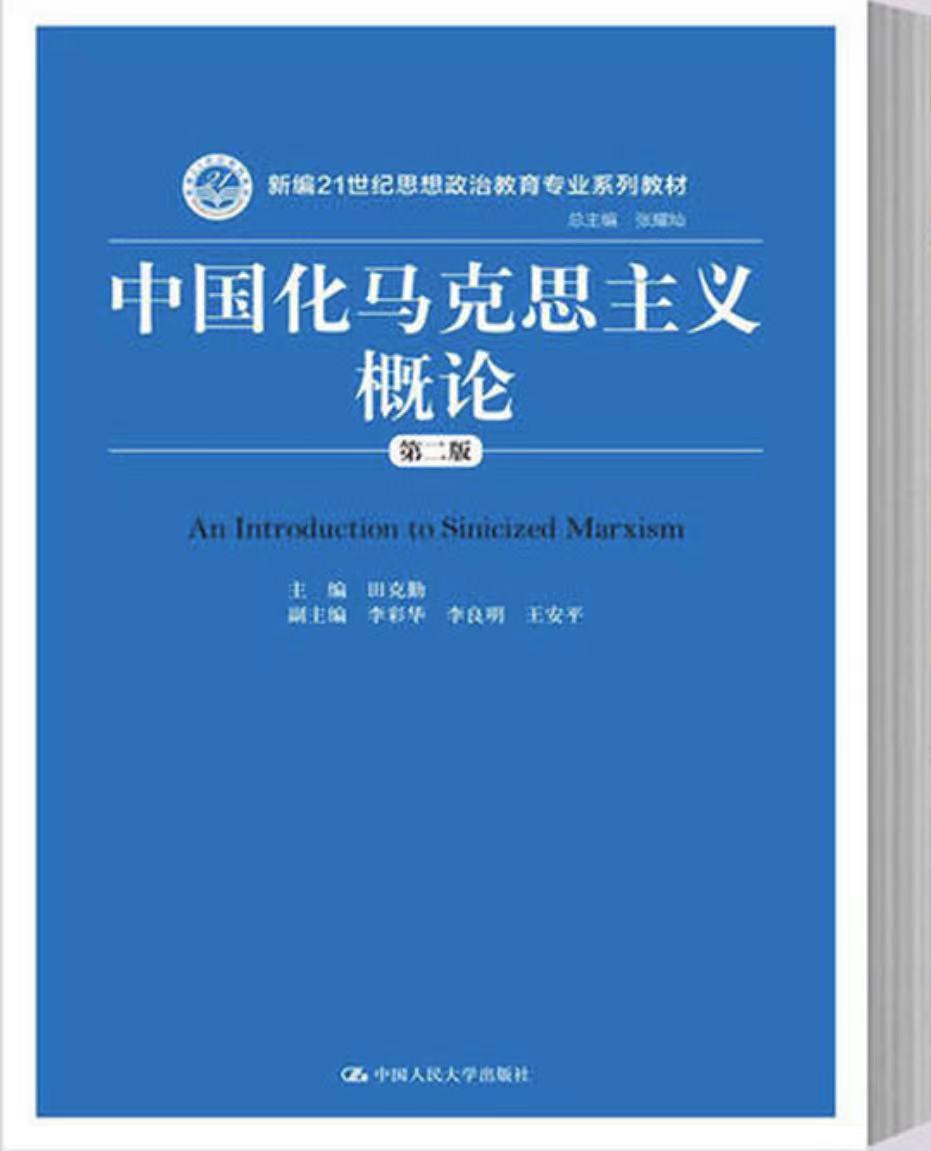 21
新编21世纪思想政治教育专业系列教材
总主编 张耀灿
中国化马克思主义
概论
第二版
An Introduction to Sinicized Marxism
主 编 田克勤
副主编 李彩华 李良明 王安平
中国人民大学出版社